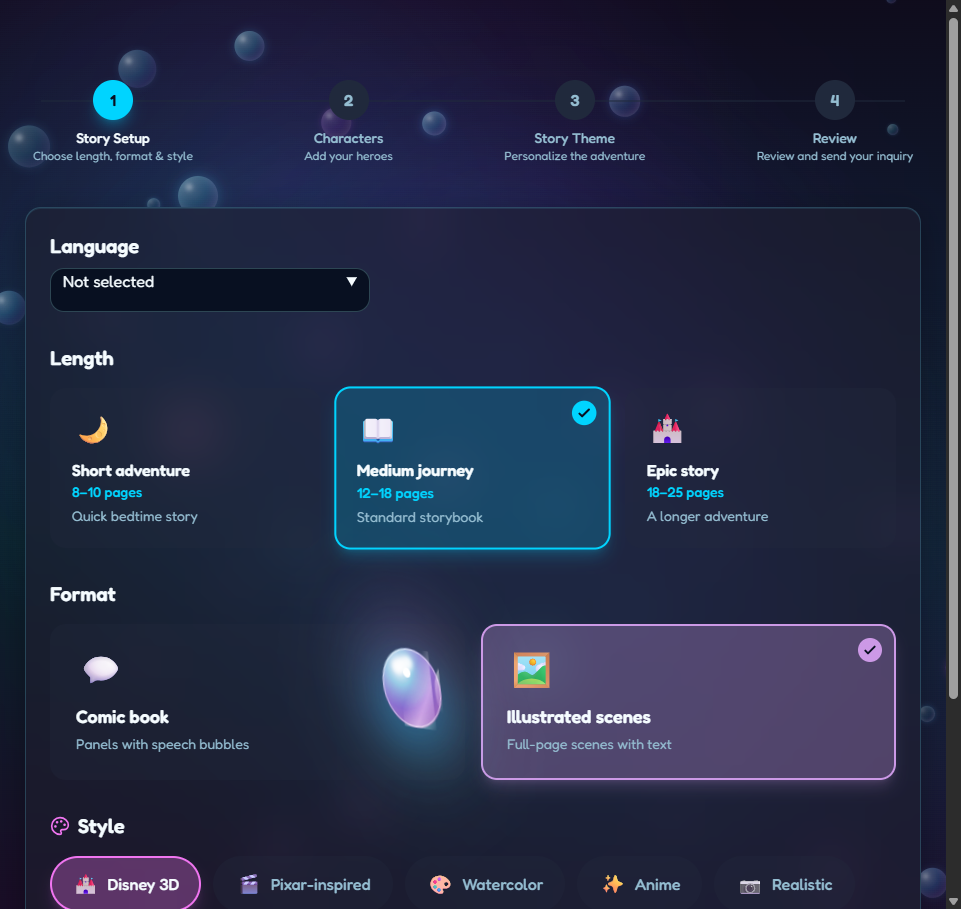 1
2
3
4
Story Setup
Characters
Story Theme
Review
Choose length, format & style
Add your heroes
Personalize the adventure
Review and send your inquiry
Language
Not selected
Length
Short adventure
8–10 pages
Quick bedtime story
Medium journey
12–18 pages
Standard storybook
Epic story
18–25 pages
A longer adventure
Format
Comic book
Panels with speech bubbles
Illustrated scenes
Full-page scenes with text
Style
Disney 3D
Pixar-inspired
Watercolor
Anime
Realistic